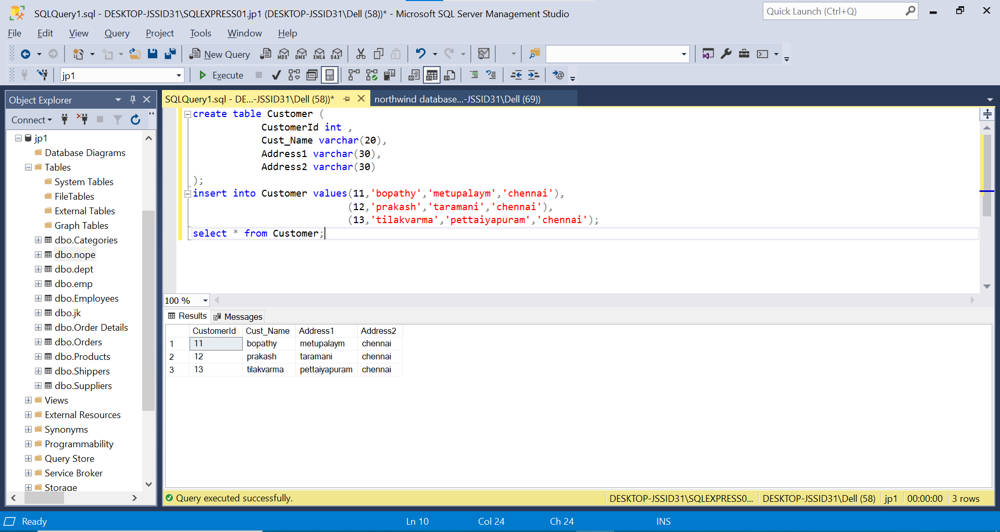 SQLQuery1.sql - DESKTOP-JSSID31\SQLEXPRESS01.jp1 (DESKTOP-JSSID31\Dell (58))* - Microsoft SQL Server Management Studio
Quick Launch (Ctrl+Q)
File Edit View Query Project Tools Window Help
New Query MDX DMX XMLA DAX
jp1 Execute
Object Explorer
Connect
jp1
Database Diagrams
Tables
System Tables
FileTables
External Tables
Graph Tables
dbo.Categories
dbo.nope
dbo.dept
dbo.emp
dbo.Employees
dbo.jk
dbo.Order Details
dbo.Orders
dbo.Products
dbo.Shippers
dbo.Suppliers
Views
External Resources
Synonyms
Programmability
Query Store
Service Broker
Storage
SQLQuery1.sql - DE...-JSSID31\Dell (58))* northwind database...-JSSID31\Dell (69))
create table Customer (
CustomerId int ,
Cust_Name varchar(20),
Address1 varchar(30),
Address2 varchar(30)
);
insert into Customer values(11,'bopathy','metupalaym','chennai'),
(12,'prakash','taramani','chennai'),
(13,'tilakvarma','pettaiyapuram','chennai');
select * from Customer;
100 %
Results Messages
CustomerId Cust_Name Address1 Address2
1 11 bopathy metupalaym chennai
2 12 prakash taramani chennai
3 13 tilakvarma pettaiyapuram chennai
Query executed successfully. DESKTOP-JSSID31\SQLEXPRESS0... DESKTOP-JSSID31\Dell (58) jp1 00:00:00 3 rows
Ready Ln 10 Col 24 Ch 24 INS